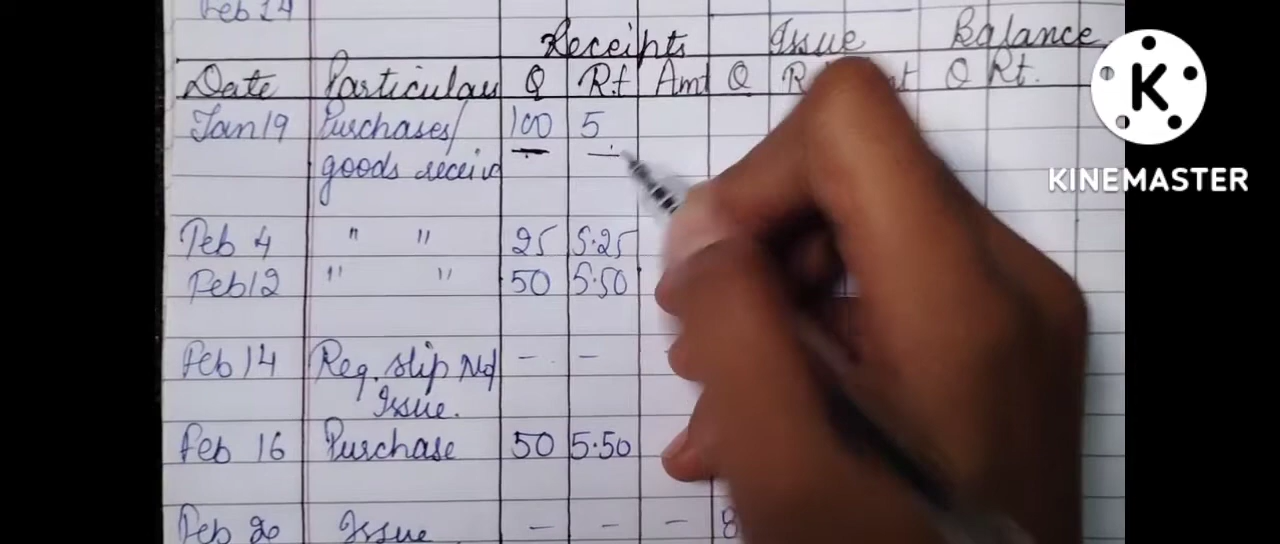 Feb 14
Receipts Issue Balance
Date Particulars Q Rt Amt Q Q Rt.
Jan 19 Purchases/ 100 5
goods receive
Feb 4 " " 25 5.25
Feb 12 " " 50 5.50
Feb 14 Req. slip No/ - -
Issue.
Feb 16 Purchase 50 5.50
Feb 20 Issue - - - 8
K
KINEMASTER